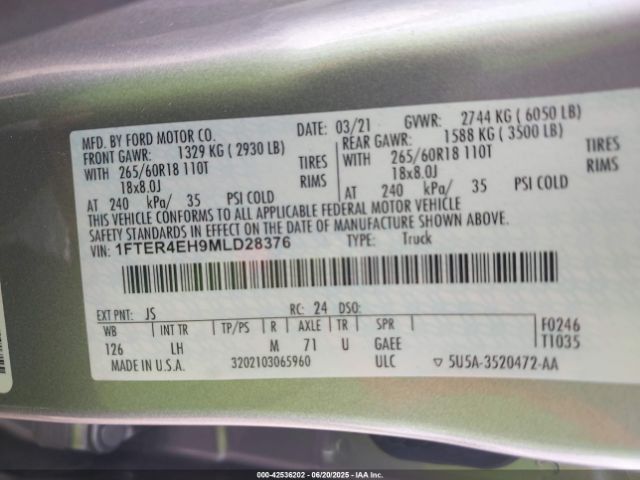 MFD. BY FORD MOTOR CO.
DATE: 03/21 GVWR: 2744 KG ( 6050 LB)
FRONT GAWR: 1329 KG ( 2930 LB) REAR GAWR: 1588 KG ( 3500 LB)
WITH 265/60R18 110T TIRES WITH 265/60R18 110T TIRES
18x8.0J RIMS 18x8.0J RIMS
AT 240 kPa/ 35 PSI COLD AT 240 kPa/ 35 PSI COLD
THIS VEHICLE CONFORMS TO ALL APPLICABLE FEDERAL MOTOR VEHICLE
SAFETY STANDARDS IN EFFECT ON THE DATE OF MANUFACTURE SHOWN ABOVE.
VIN: 1FTER4EH9MLD28376 TYPE: Truck
EXT PNT: JS RC: 24 DSO:
WB INT TR TP/PS R AXLE TR SPR F0246
126 LH M 71 U GAEE T1035
MADE IN U.S.A. 3202103065960 ULC ▽ 5U5A-3520472-AA
000-42536202 - 06/20/2025 - IAA Inc.